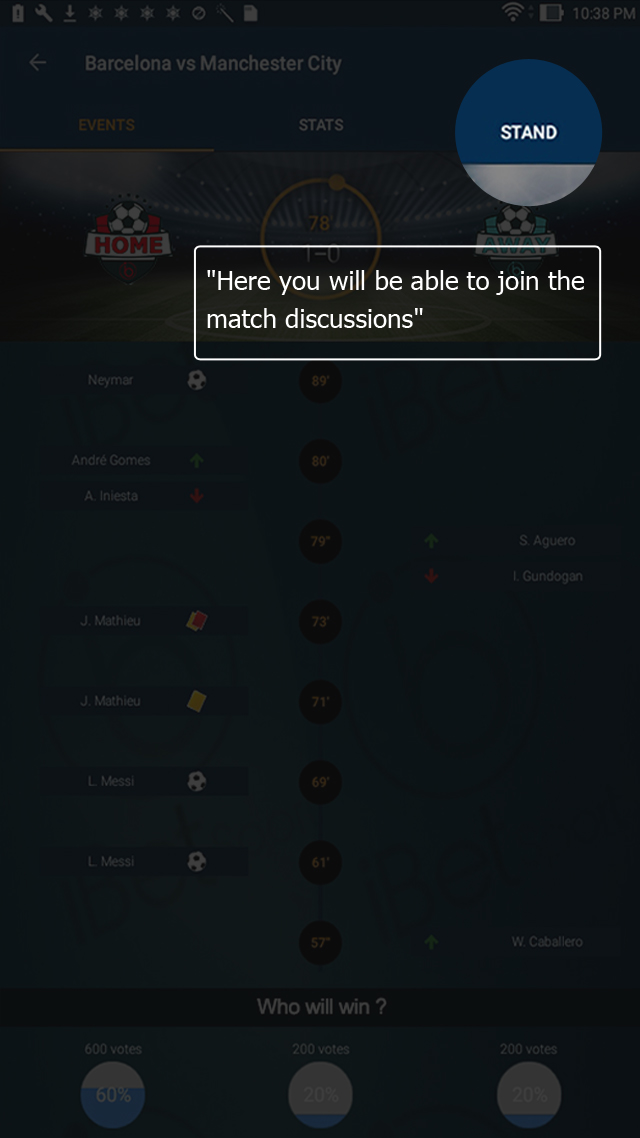 10:38 PM
Barcelona vs Manchester City
EVENTS
STATS
STAND
HOME
78'
1-0
AWAY
"Here you will be able to join the
match discussions"
Neymar 89'
André Gomes 80'
A. Iniesta
79' S. Aguero
I. Gundogan
J. Mathieu 73'
J. Mathieu 71'
L. Messi 69'
L. Messi 61'
57' W. Caballero
iBet
iBet
Who will win ?
600 votes 200 votes 200 votes
60% 20% 20%